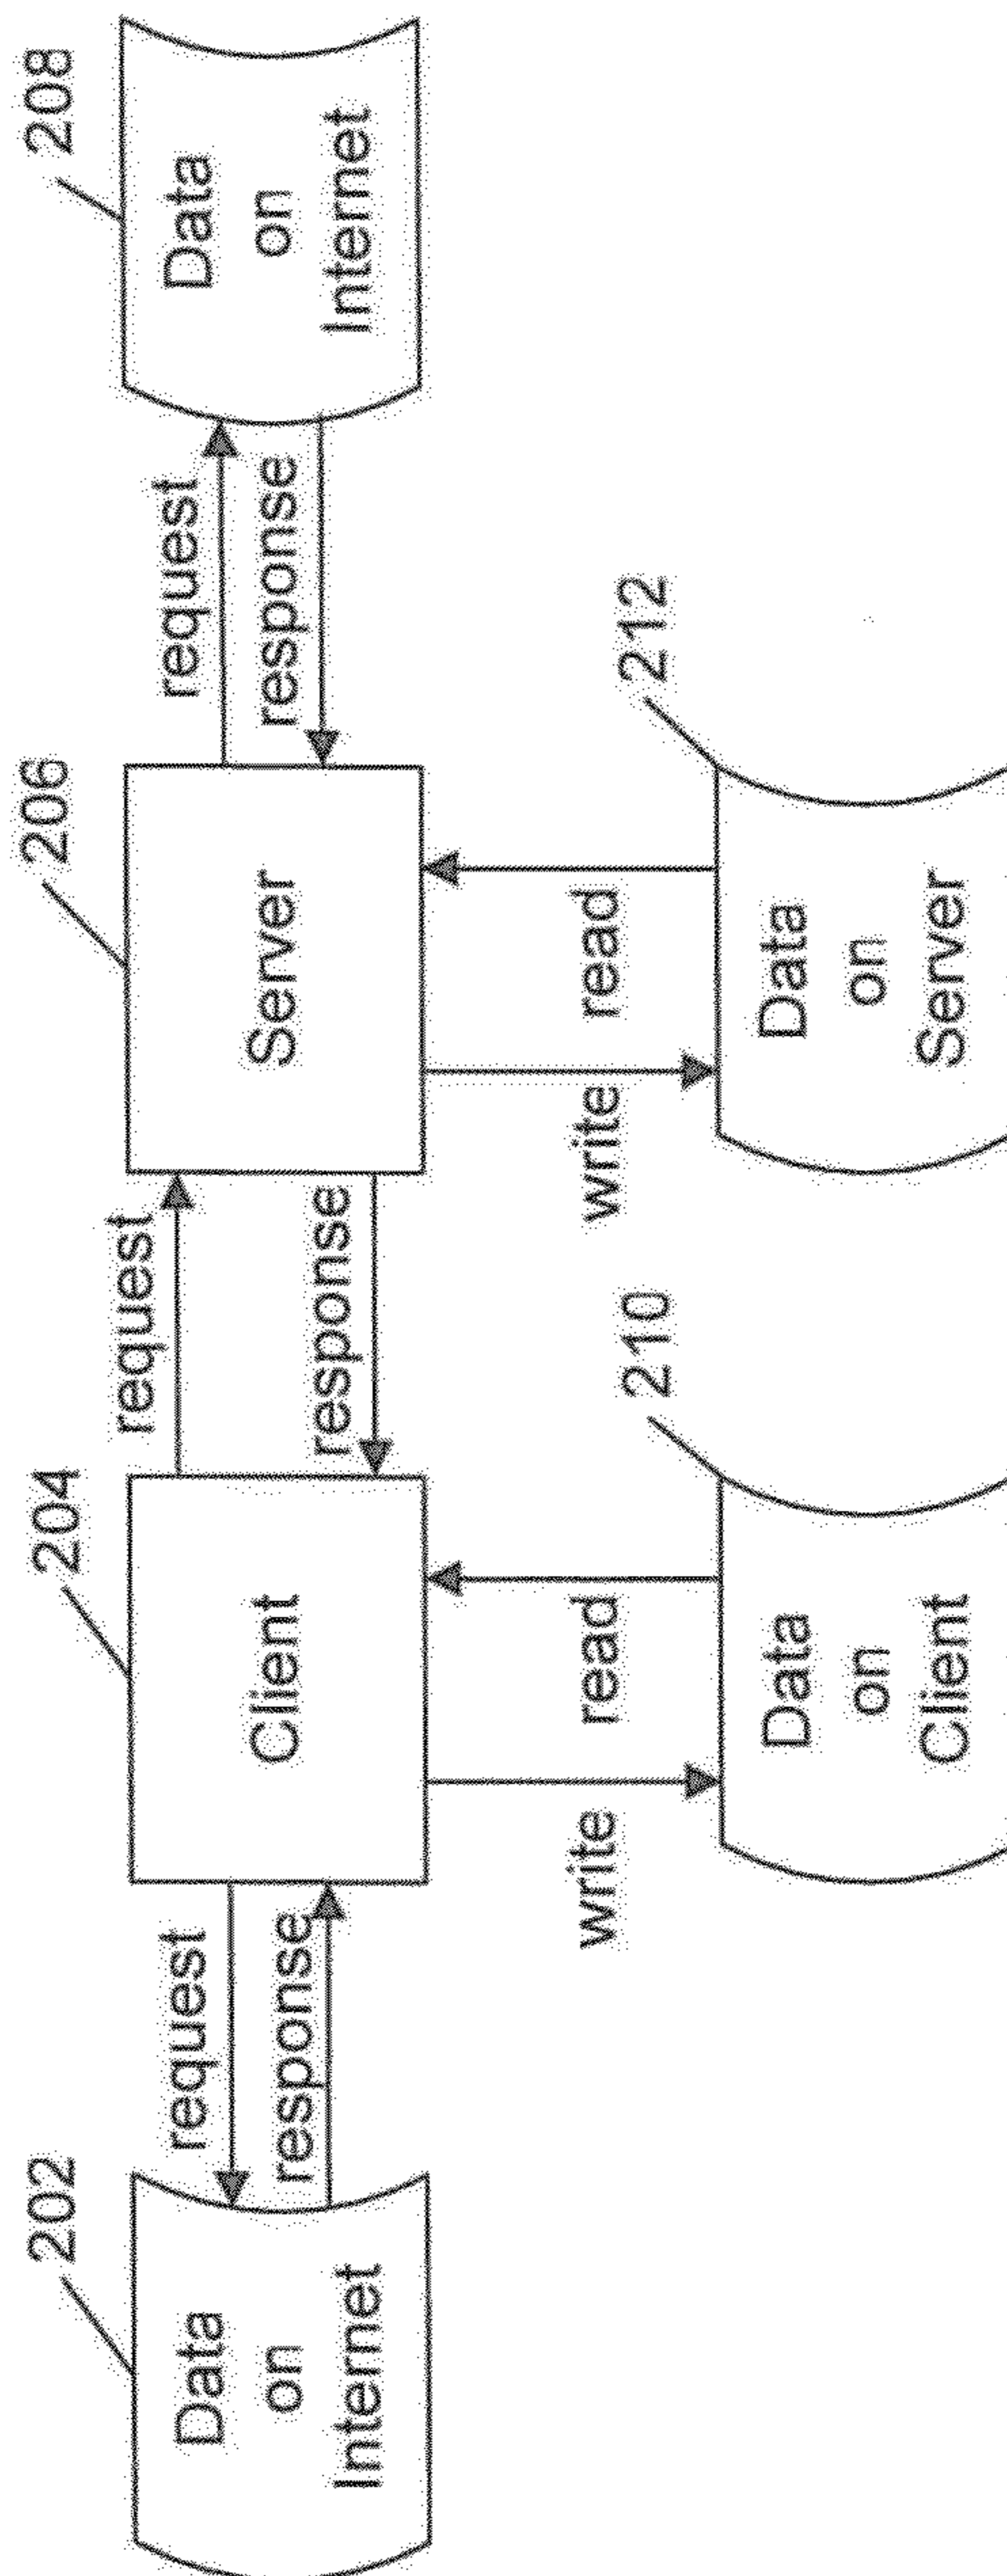 202
Data
on
Internet
request
response
204
Client
write
read
210
Data
on
Client
request
response
206
Server
write
read
212
Data
on
Server
request
response
208
Data
on
Internet